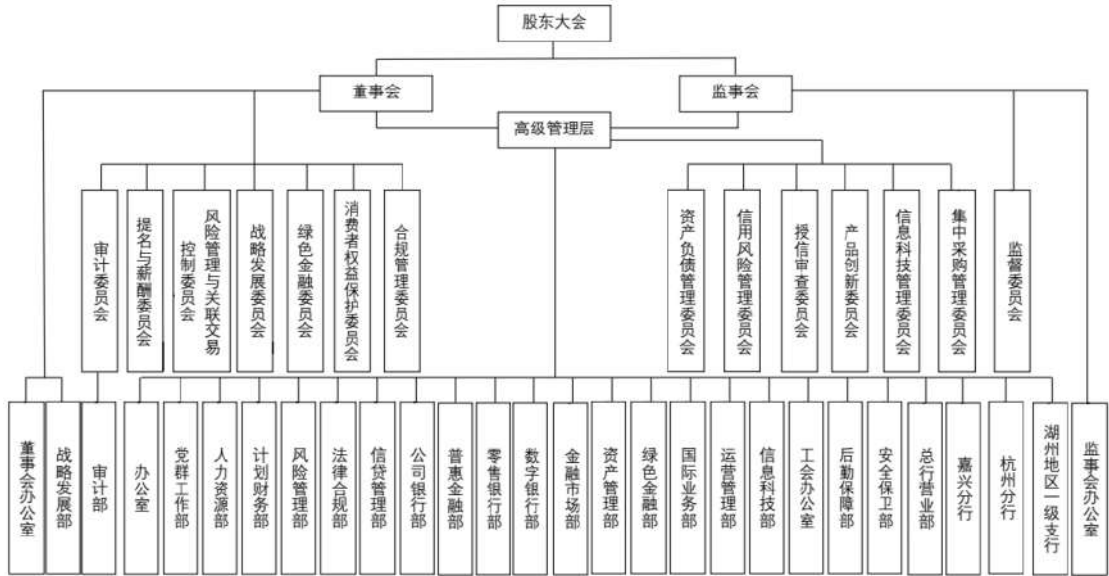 股东大会
董事会
监事会
高级管理层
审计委员会
提名与薪酬委员会
风险管理与关联交易
控制委员会
战略发展委员会
绿色金融委员会
消费者权益保护委员会
合规管理委员会
资产负债管理委员会
信用风险管理委员会
授信审查委员会
产品创新委员会
信息科技管理委员会
集中采购管理委员会
监督委员会
董事会办公室
战略发展部
审计部
办公室
党群工作部
人力资源部
计划财务部
风险管理部
法律合规部
信贷管理部
公司银行部
普惠金融部
零售银行部
数字银行部
金融市场部
资产管理部
绿色金融部
国际业务部
运营管理部
信息科技部
工会办公室
后勤保障部
安全保卫部
总行营业部
嘉兴分行
杭州分行
湖州地区一级支行
监事会办公室